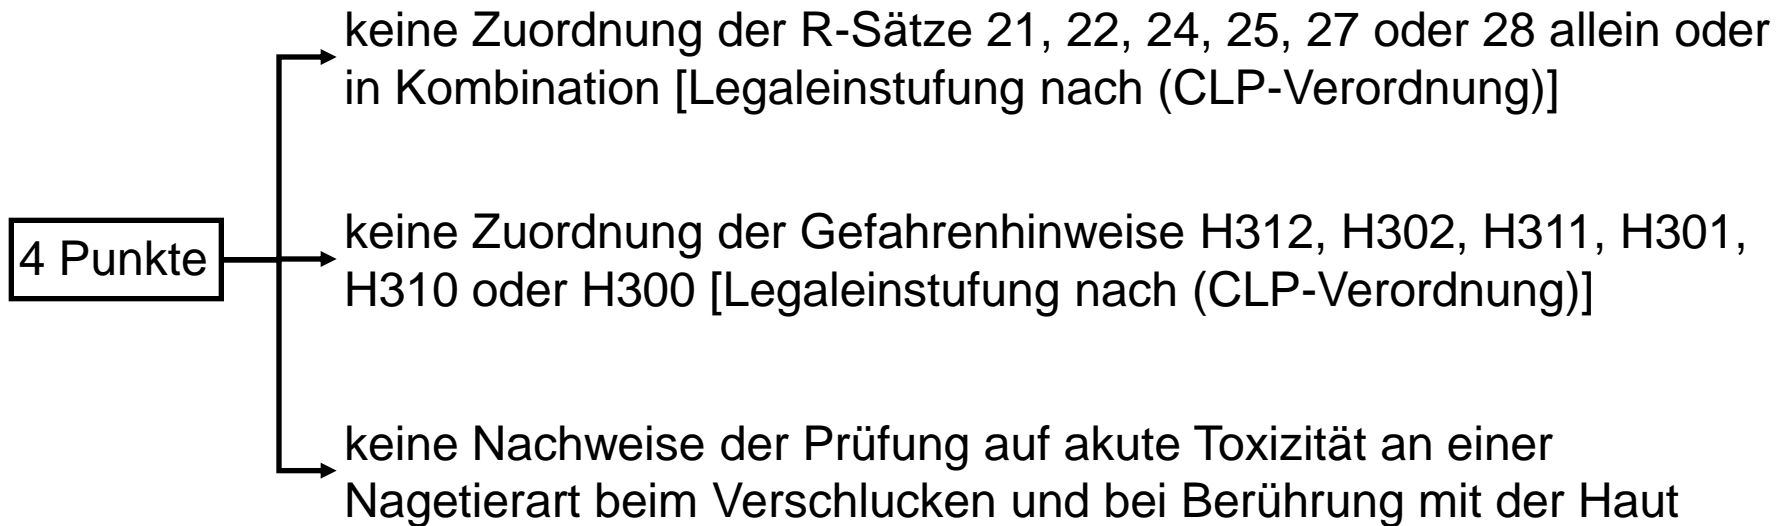 keine Zuordnung der R-Sätze 21, 22, 24, 25, 27 oder 28 allein oder
in Kombination [Legaleinstufung nach (CLP-Verordnung)]
4 Punkte
keine Zuordnung der Gefahrenhinweise H312, H302, H311, H301,
H310 oder H300 [Legaleinstufung nach (CLP-Verordnung)]
keine Nachweise der Prüfung auf akute Toxizität an einer
Nagetierart beim Verschlucken und bei Berührung mit der Haut